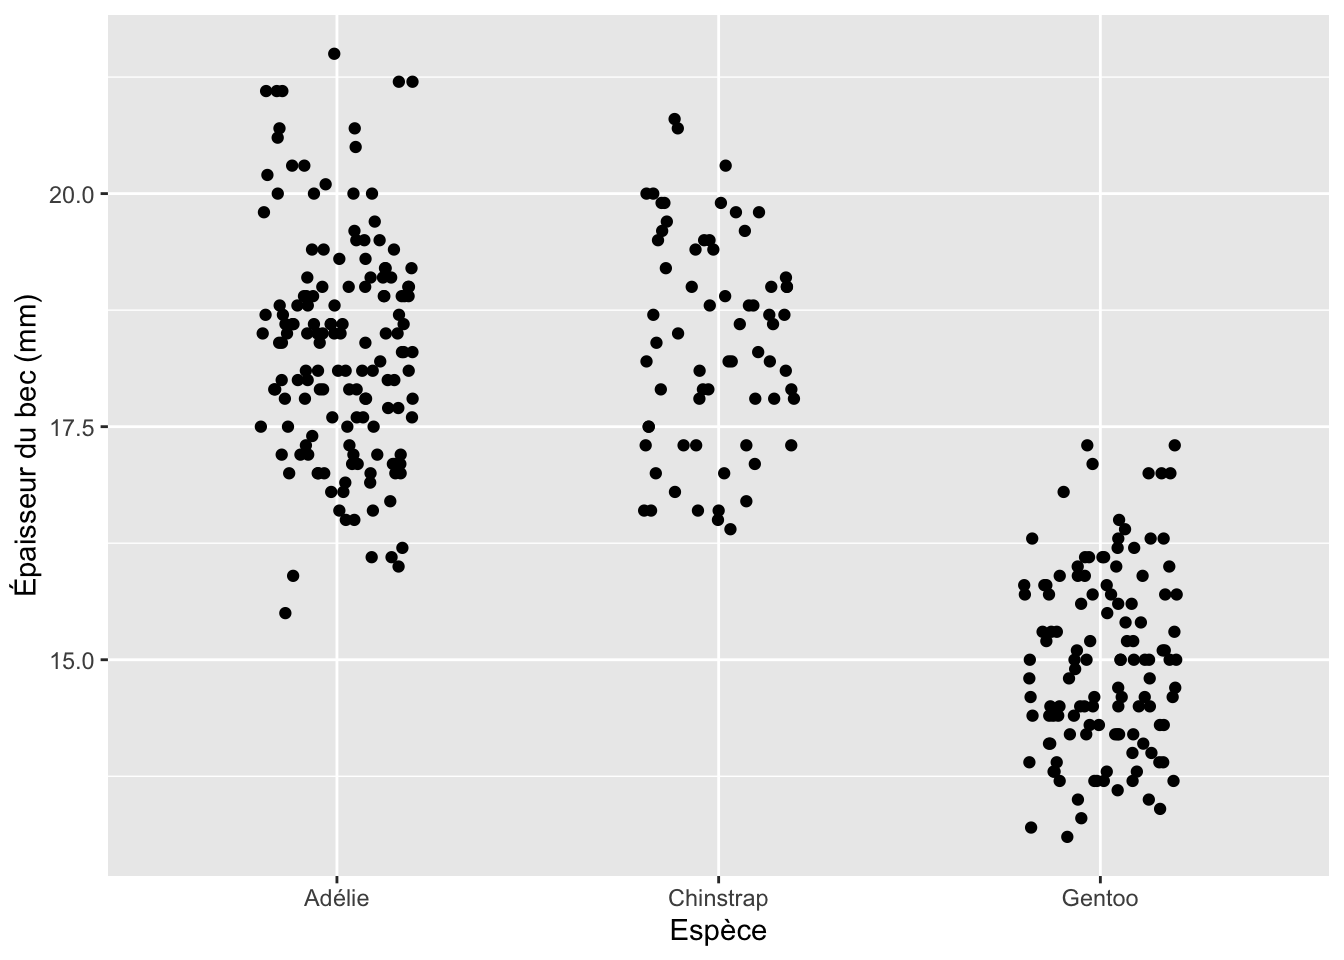 Épaisseur du bec (mm)
20.0
17.5
15.0
Adélie
Chinstrap
Gentoo
Espèce